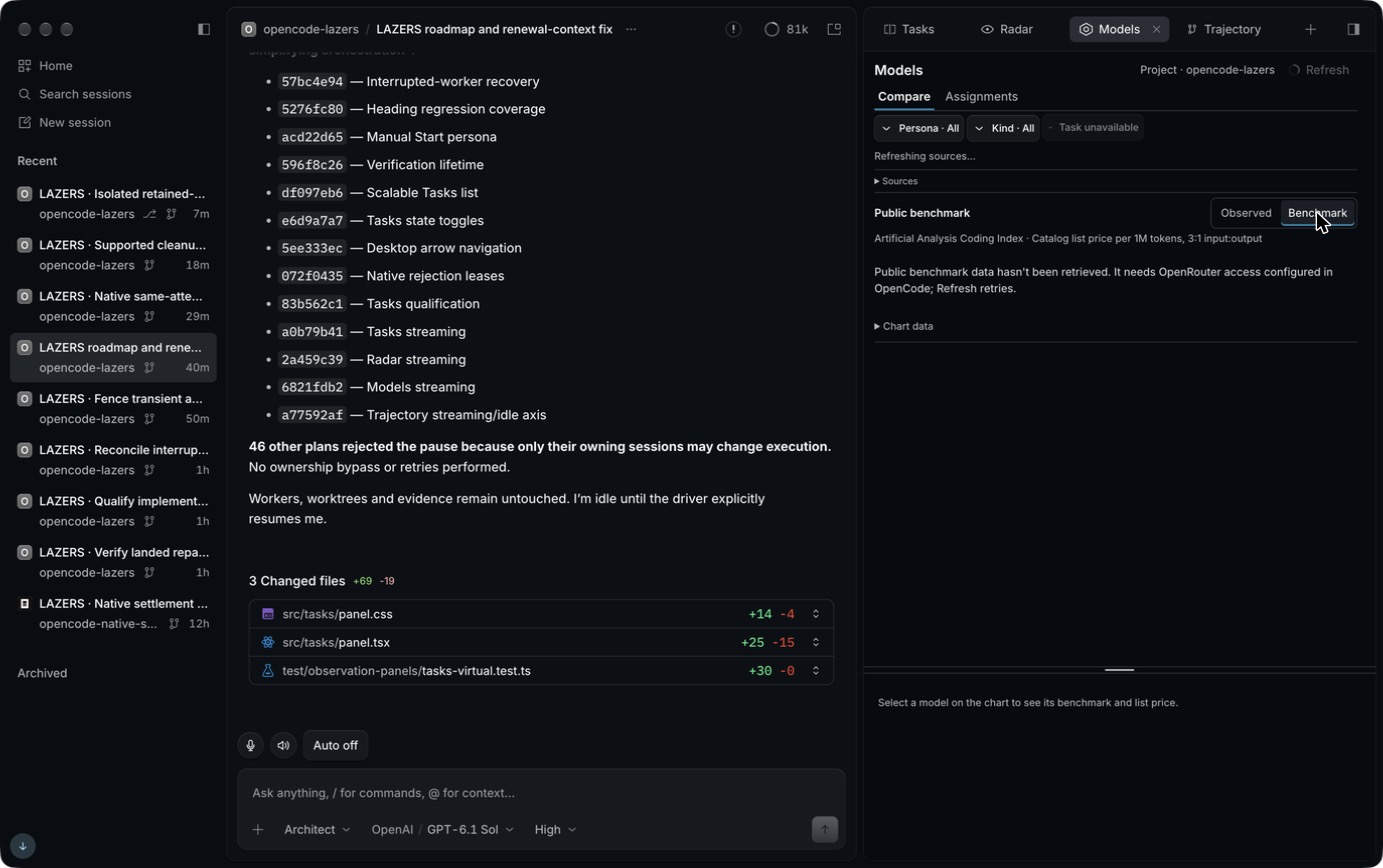 Home
Search sessions
New session
Recent
LAZERS · Isolated retained-...
opencode-lazers 7m
LAZERS · Supported cleanu...
opencode-lazers 18m
LAZERS · Native same-atte...
opencode-lazers 29m
LAZERS roadmap and rene...
opencode-lazers 40m
LAZERS · Fence transient a...
opencode-lazers 50m
LAZERS · Reconcile interrup...
opencode-lazers 1h
LAZERS · Qualify implement...
opencode-lazers 1h
LAZERS · Verify landed repa...
opencode-lazers 1h
LAZERS · Native settlement ...
opencode-native-s... 12h
Archived
O opencode-lazers / LAZERS roadmap and renewal-context fix ... 81k
• 57bc4e94 — Interrupted-worker recovery
• 5276fc80 — Heading regression coverage
• acd22d65 — Manual Start persona
• 596f8c26 — Verification lifetime
• df097eb6 — Scalable Tasks list
• e6d9a7a7 — Tasks state toggles
• 5ee333ec — Desktop arrow navigation
• 072f0435 — Native rejection leases
• 83b562c1 — Tasks qualification
• a0b79b41 — Tasks streaming
• 2a459c39 — Radar streaming
• 6821fdb2 — Models streaming
• a77592af — Trajectory streaming/idle axis
46 other plans rejected the pause because only their owning sessions may change execution.
No ownership bypass or retries performed.
Workers, worktrees and evidence remain untouched. I'm idle until the driver explicitly
resumes me.
3 Changed files +69 -19
src/tasks/panel.css +14 -4
src/tasks/panel.tsx +25 -15
test/observation-panels/tasks-virtual.test.ts +30 -0
Auto off
Ask anything, / for commands, @ for context...
Architect OpenAI / GPT-6.1 Sol High
Tasks Radar Models Trajectory
Models Project · opencode-lazers Refresh
Compare Assignments
Persona · All Kind · All Task unavailable
Refreshing sources...
Sources
Public benchmark Observed Benchmark
Artificial Analysis Coding Index · Catalog list price per 1M tokens, 3:1 input:output
Public benchmark data hasn't been retrieved. It needs OpenRouter access configured in
OpenCode; Refresh retries.
Chart data
Select a model on the chart to see its benchmark and list price.